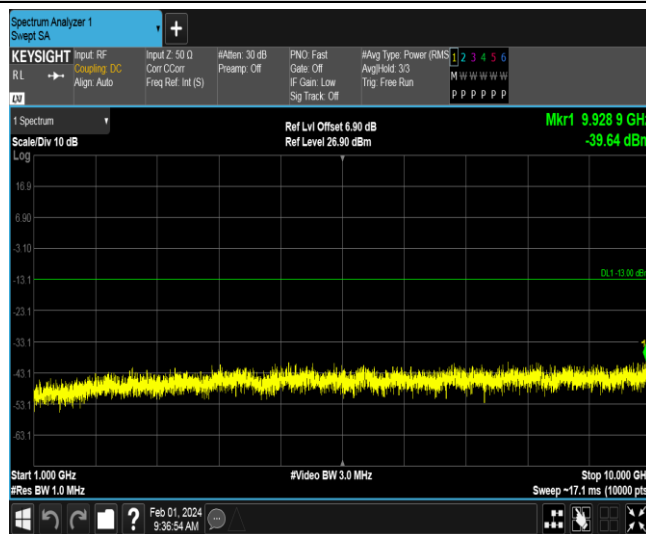 Spectrum Analyzer 1
Swept SA
+
KEYSIGHT
RL
LXI
Input: RF
Coupling: DC
Align: Auto
Input Z: 50 Ω
Corr CCorr
Freq Ref: Int (S)
#Atten: 30 dB
Preamp: Off
PNO: Fast
Gate: Off
IF Gain: Low
Sig Track: Off
#Avg Type: Power (RMS
Avg|Hold: 3/3
Trig: Free Run
1 2 3 4 5 6
M W W W W W
P P P P P P
1 Spectrum
Scale/Div 10 dB
Log
Ref Lvl Offset 6.90 dB
Ref Level 26.90 dBm
Mkr1 9.928 9 GHz
-39.64 dBm
16.9
6.90
-3.10
-13.1
DL1 -13.00 dBm
-23.1
-33.1
-43.1
-53.1
-63.1
Start 1.000 GHz
#Res BW 1.0 MHz
#Video BW 3.0 MHz
Stop 10.000 GHz
Sweep ~17.1 ms (10000 pts
?
Feb 01, 2024
9:36:54 AM